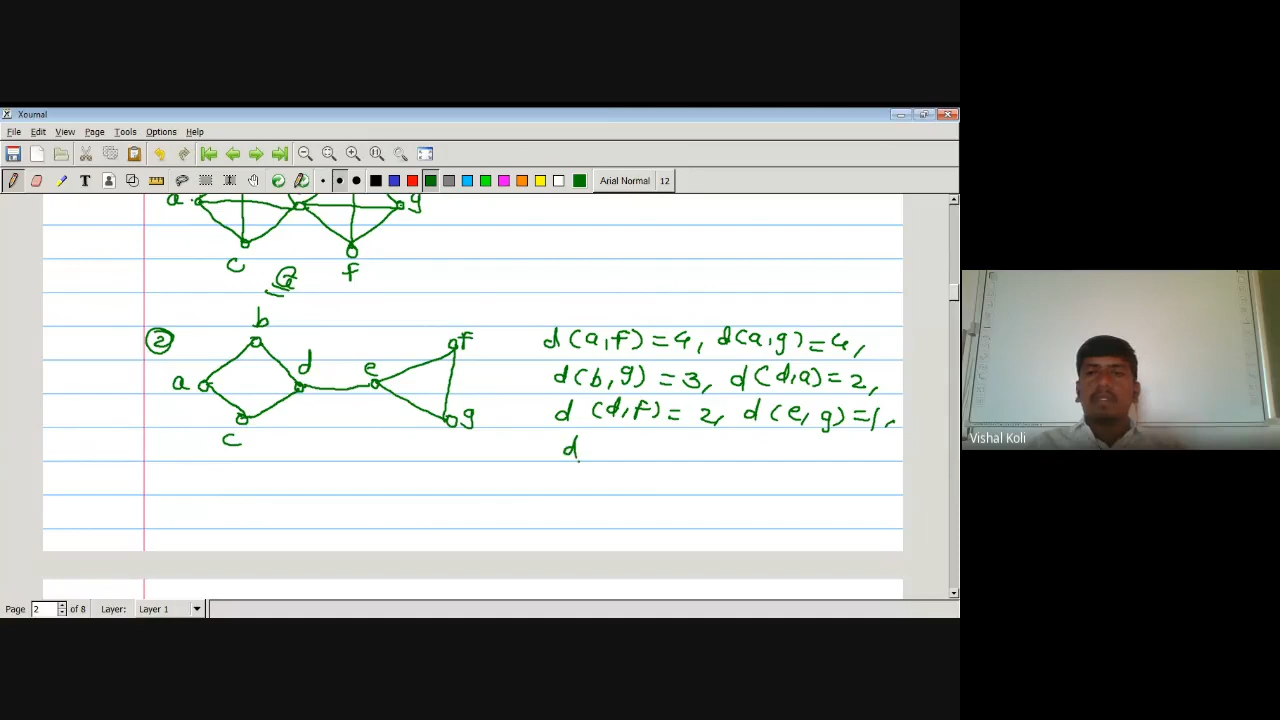 Xournal
File Edit View Page Tools Options Help
Arial Normal 12
a g
c f
G
② b d e f
a g
c
d(a,f)=4, d(a,g)=4,
d(b,g)=3, d(d,a)=2,
d(d,f)=2, d(e,g)=1,
d
Page 2 of 8 Layer: Layer 1
Vishal Koli